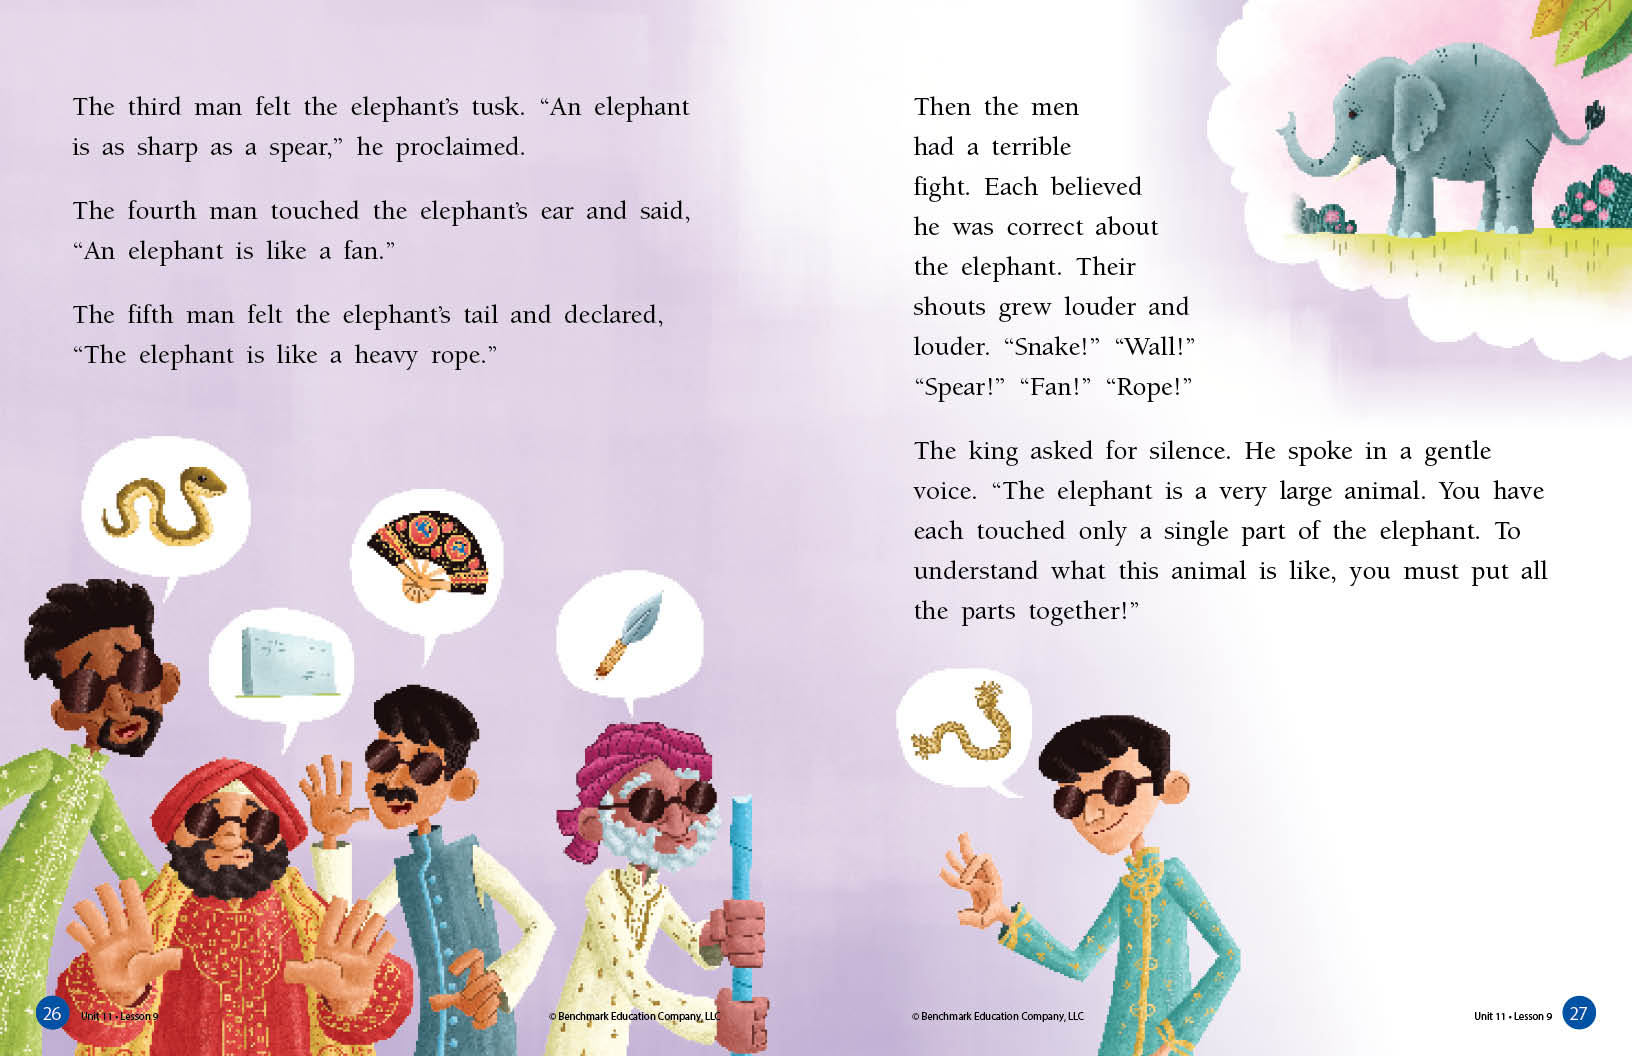 The third man felt the elephant’s tusk. “An elephant
is as sharp as a spear,” he proclaimed.
The fourth man touched the elephant’s ear and said,
“An elephant is like a fan.”
The fifth man felt the elephant’s tail and declared,
“The elephant is like a heavy rope.”
26
Unit 11 • Lesson 9
© Benchmark Education Company, LLC
Then the men
had a terrible
fight. Each believed
he was correct about
the elephant. Their
shouts grew louder and
louder. “Snake!” “Wall!”
“Spear!” “Fan!” “Rope!”
The king asked for silence. He spoke in a gentle
voice. “The elephant is a very large animal. You have
each touched only a single part of the elephant. To
understand what this animal is like, you must put all
the parts together!”
© Benchmark Education Company, LLC
Unit 11 • Lesson 9
27